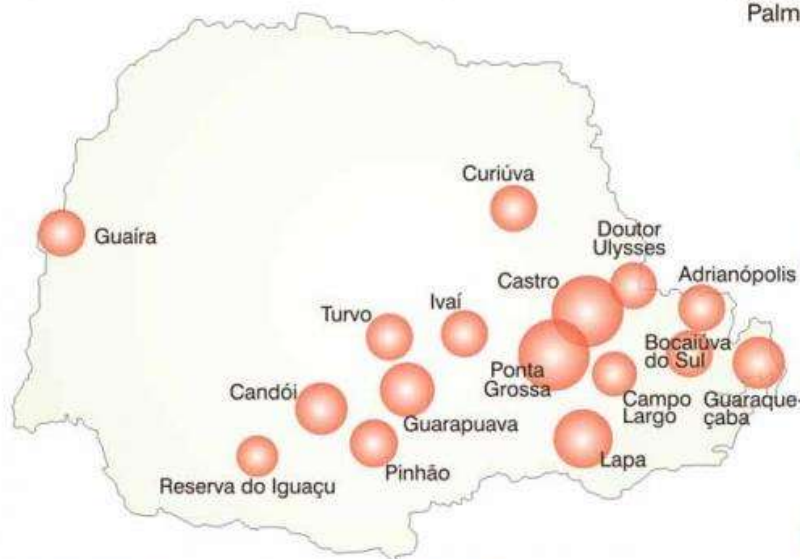 Palm
Curiúva
Guaíra
Doutor
Ulysses
Castro
Adrianópolis
Ivaí
Turvo
Bocaiúva
do Sul
Ponta
Grossa
Candói
Campo
Largo
Guaraque-
çaba
Guarapuava
Lapa
Pinhão
Reserva do Iguaçu